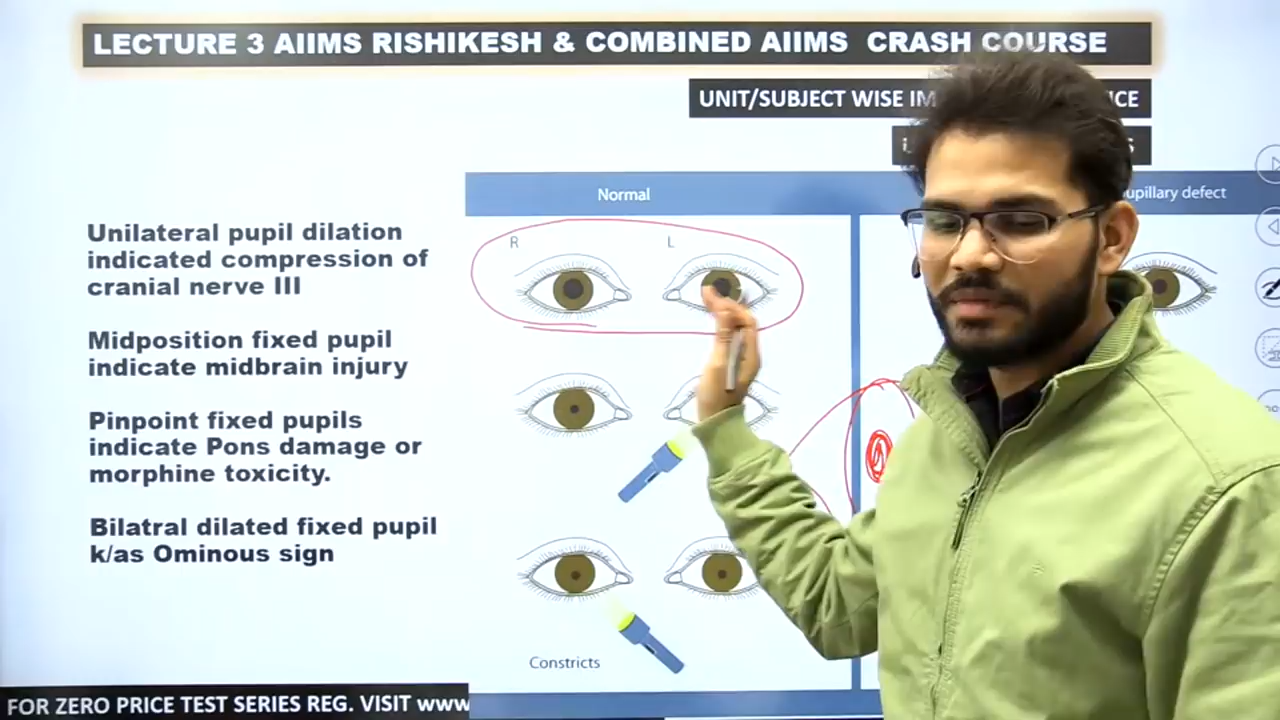 LECTURE 3 AIIMS RISHIKESH & COMBINED AIIMS CRASH COURSE
UNIT/SUBJECT WISE
Normal
pupillary defect
R
L
Unilateral pupil dilation
indicated compression of
cranial nerve III
Midposition fixed pupil
indicate midbrain injury
Pinpoint fixed pupils
indicate Pons damage or
morphine toxicity.
Bilatral dilated fixed pupil
k/as Ominous sign
Constricts
FOR ZERO PRICE TEST SERIES REG. VISIT www